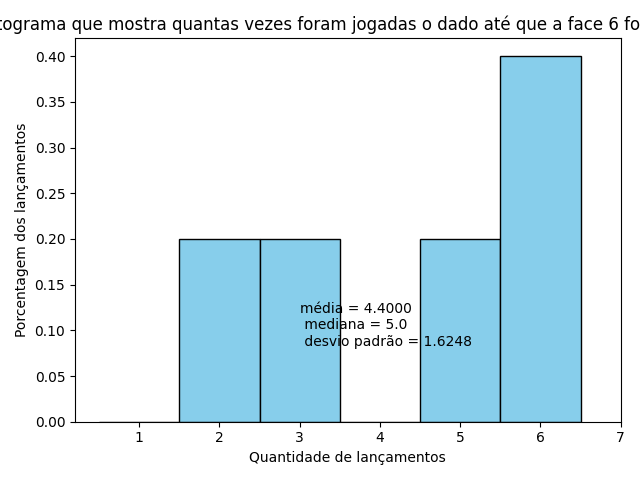 tograma que mostra quantas vezes foram jogadas o dado até que a face 6 fo
0.40
0.35
0.30
0.25
0.20
0.15
0.10
0.05
0.00
Porcentagem dos lançamentos
média = 4.4000
mediana = 5.0
desvio padrão = 1.6248
1 2 3 4 5 6 7
Quantidade de lançamentos